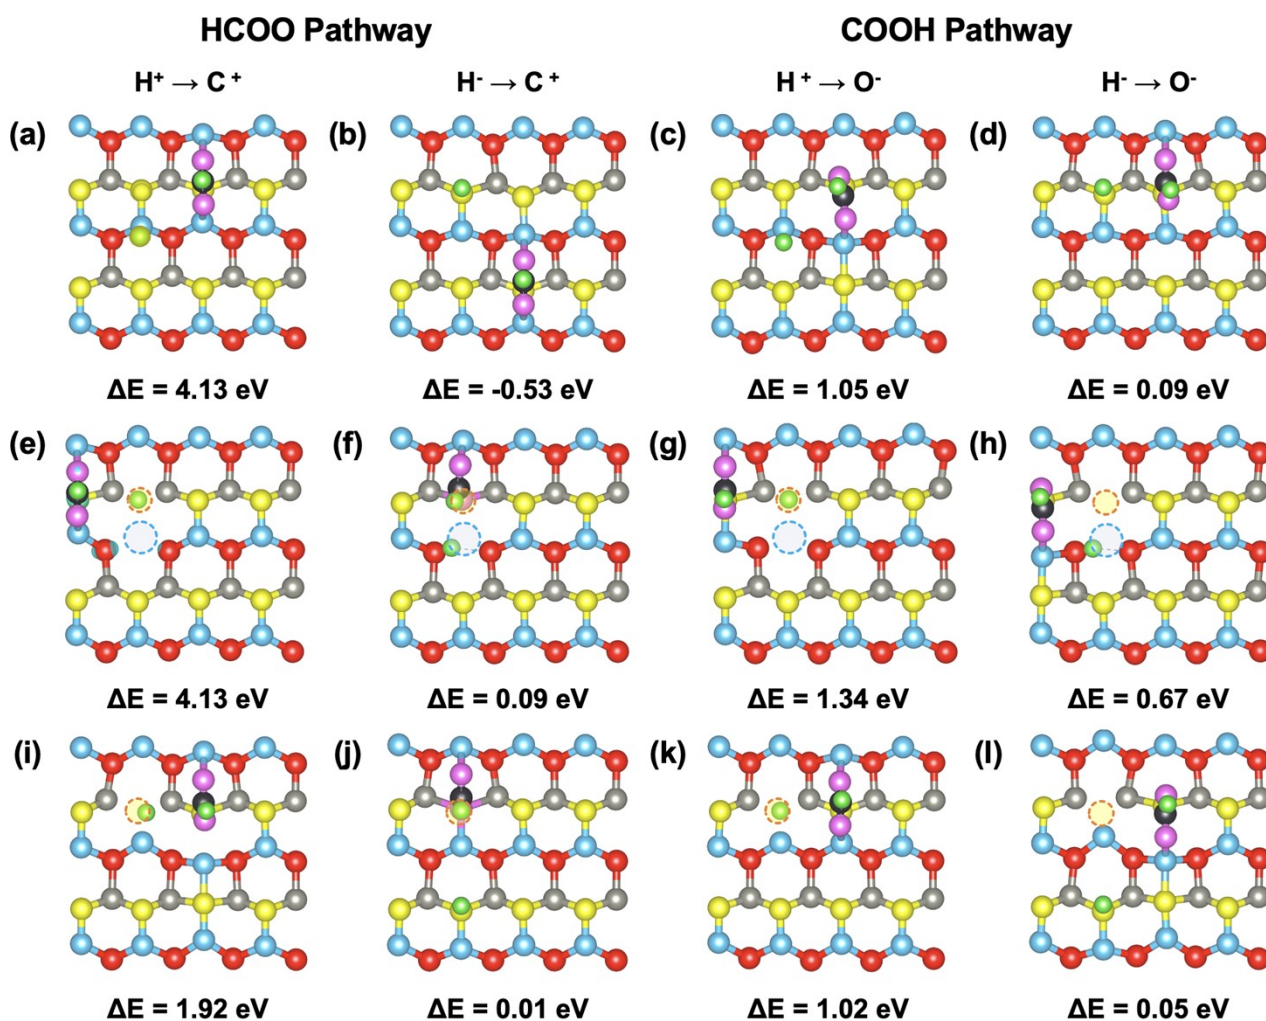 HCOO Pathway COOH Pathway
H⁺ → C⁺ H⁻ → C⁺ H⁺ → O⁻ H⁻ → O⁻
(a) (b) (c) (d)
ΔE = 4.13 eV ΔE = -0.53 eV ΔE = 1.05 eV ΔE = 0.09 eV
(e) (f) (g) (h)
ΔE = 4.13 eV ΔE = 0.09 eV ΔE = 1.34 eV ΔE = 0.67 eV
(i) (j) (k) (l)
ΔE = 1.92 eV ΔE = 0.01 eV ΔE = 1.02 eV ΔE = 0.05 eV